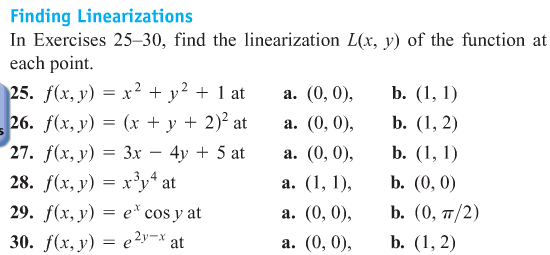 Finding Linearizations
In Exercises 25–30, find the linearization L(x, y) of the function at
each point.
25. f(x, y) = x² + y² + 1 at a. (0, 0), b. (1, 1)
26. f(x, y) = (x + y + 2)² at a. (0, 0), b. (1, 2)
27. f(x, y) = 3x − 4y + 5 at a. (0, 0), b. (1, 1)
28. f(x, y) = x³y⁴ at a. (1, 1), b. (0, 0)
29. f(x, y) = eˣ cos y at a. (0, 0), b. (0, π/2)
30. f(x, y) = e²ʸ⁻ˣ at a. (0, 0), b. (1, 2)